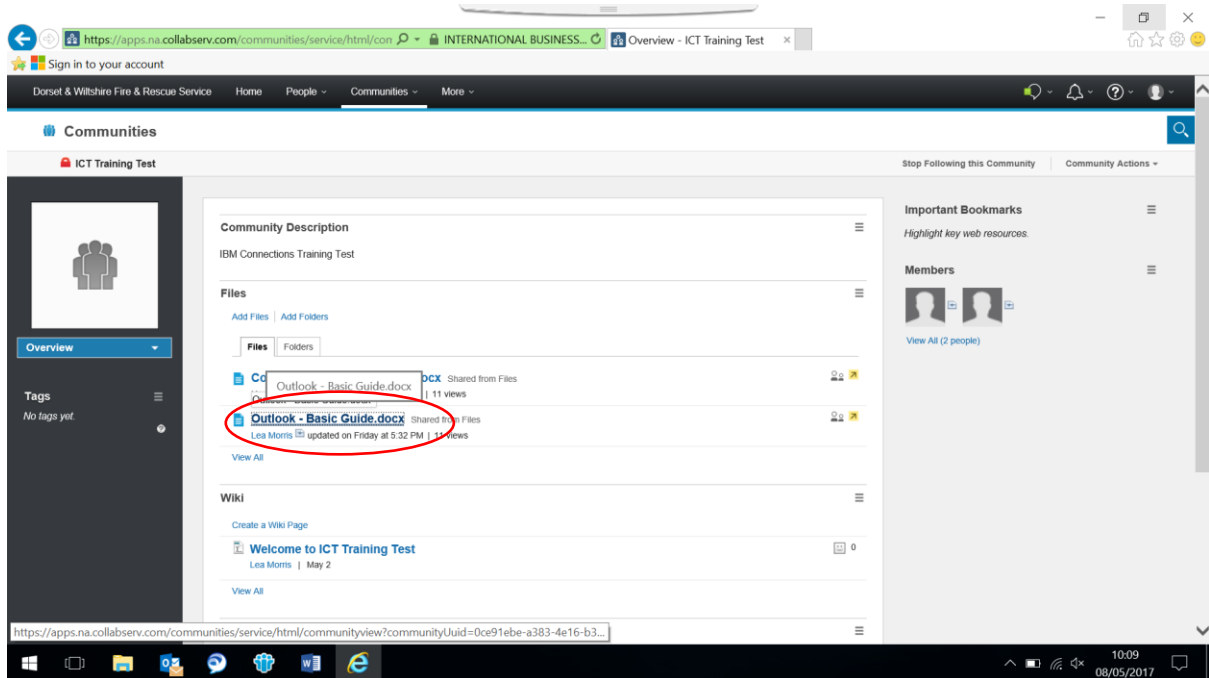 https://apps.na.collabserv.com/communities/service/html/con
INTERNATIONAL BUSINESS...
Overview - ICT Training Test
Sign in to your account
Dorset & Wiltshire Fire & Rescue Service Home People Communities More
Communities
ICT Training Test
Stop Following this Community Community Actions
Overview
Tags
No tags yet.
Community Description
IBM Connections Training Test
Files
Add Files | Add Folders
Files Folders
Co
Outlook - Basic Guide.docx
ocx Shared from Files
| 11 views
Outlook - Basic Guide.docx Shared from Files
Lea Morris updated on Friday at 5:32 PM | 11 views
View All
Wiki
Create a Wiki Page
Welcome to ICT Training Test
0
Lea Morris | May 2
View All
Important Bookmarks
Highlight key web resources.
Members
View All (2 people)
https://apps.na.collabserv.com/communities/service/html/communityview?communityUuid=0ce91ebe-a383-4e16-b3...
10:09
08/05/2017